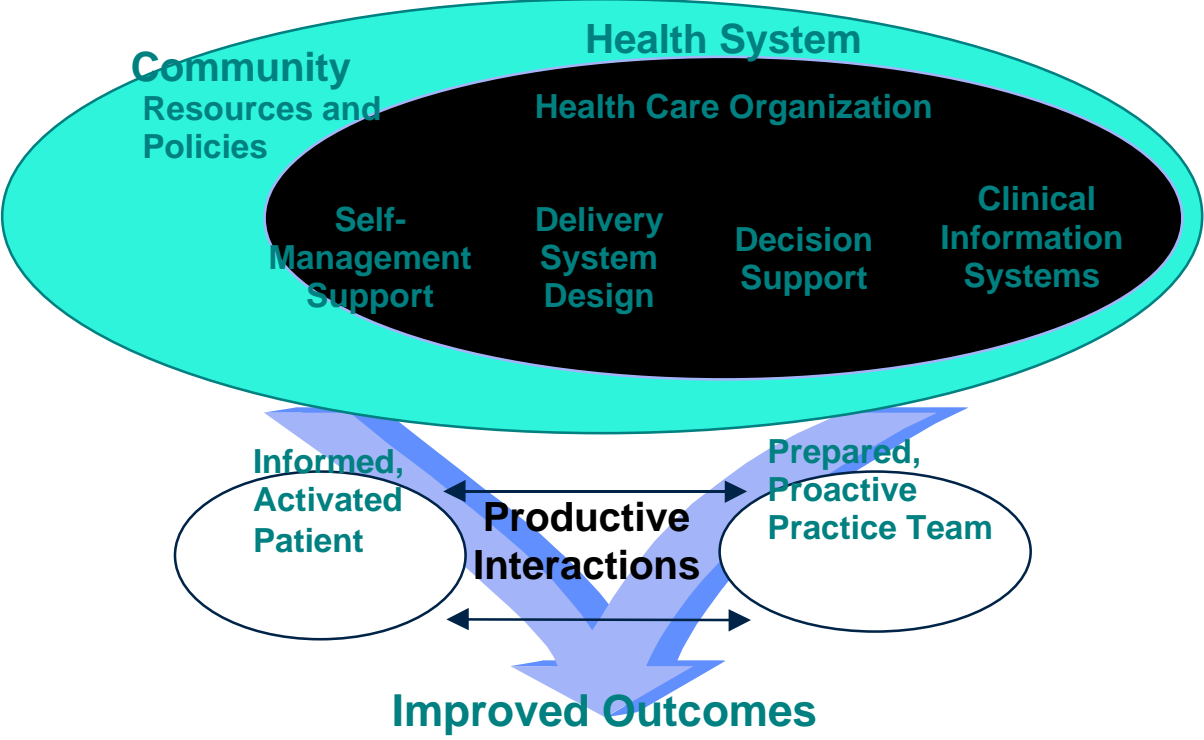 Health System
Community
Resources and
Policies
Health Care Organization
Self-
Management
Support
Delivery
System
Design
Decision
Support
Clinical
Information
Systems
Informed,
Activated
Patient
Productive
Interactions
Prepared,
Proactive
Practice Team
Improved Outcomes